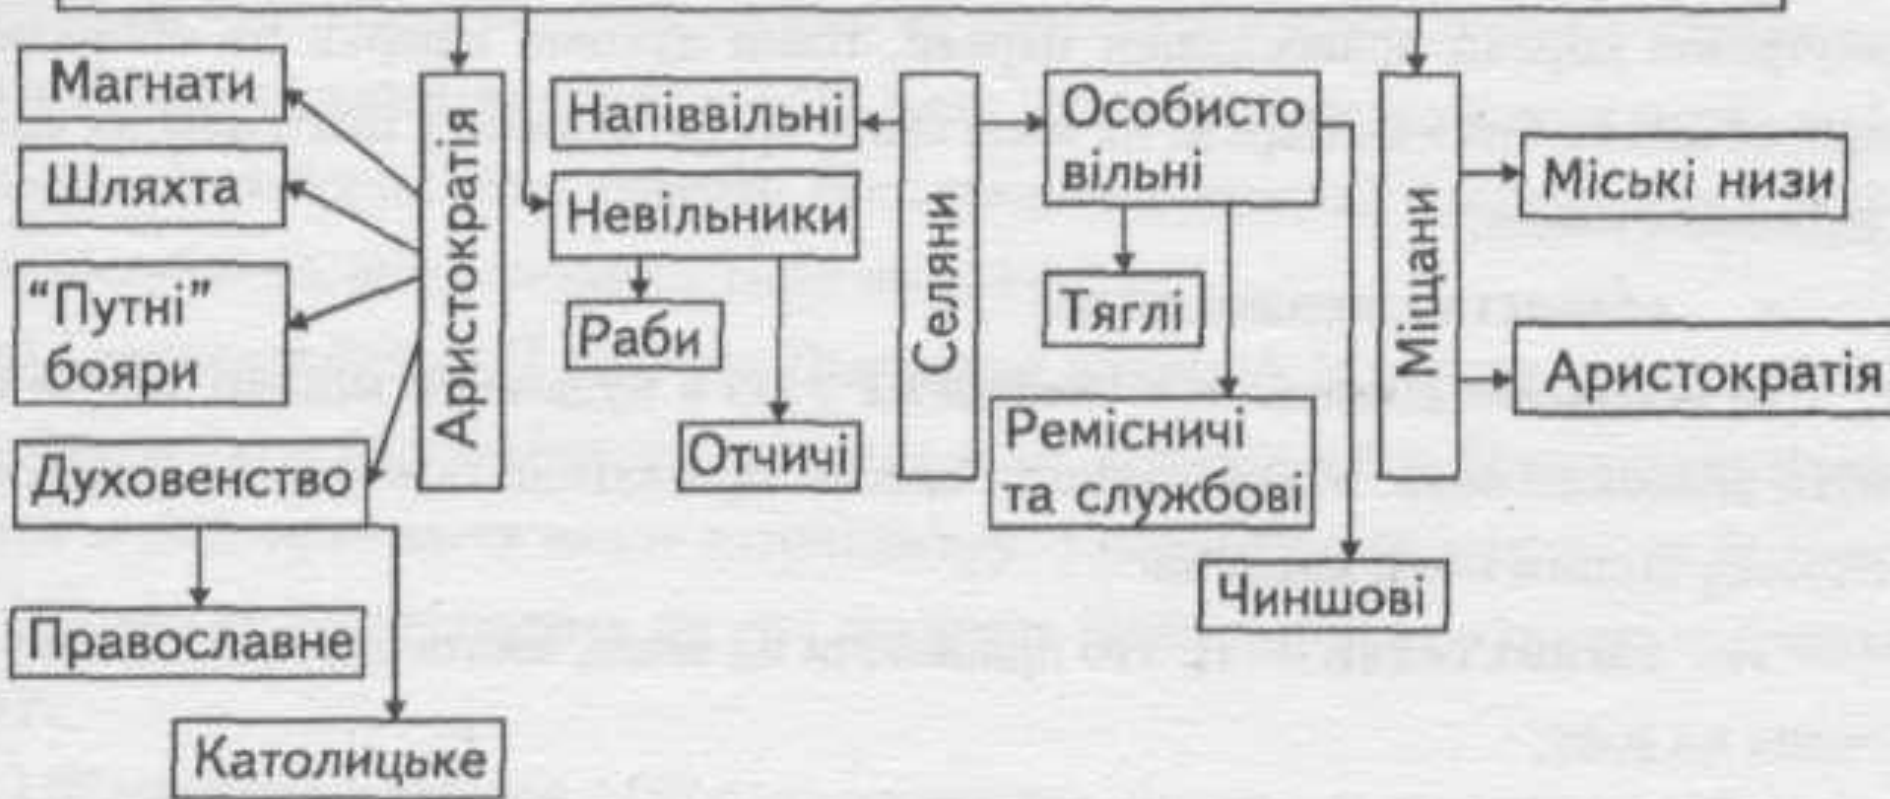 Магнати
Шляхта
“Путні”
бояри
Духовенство
Православне
Католицьке
Аристократія
Напіввільні
Невільники
Раби
Отчичі
Селяни
Особисто
вільні
Тяглі
Ремісничі
та службові
Чиншові
Міщани
Міські низи
Аристократія